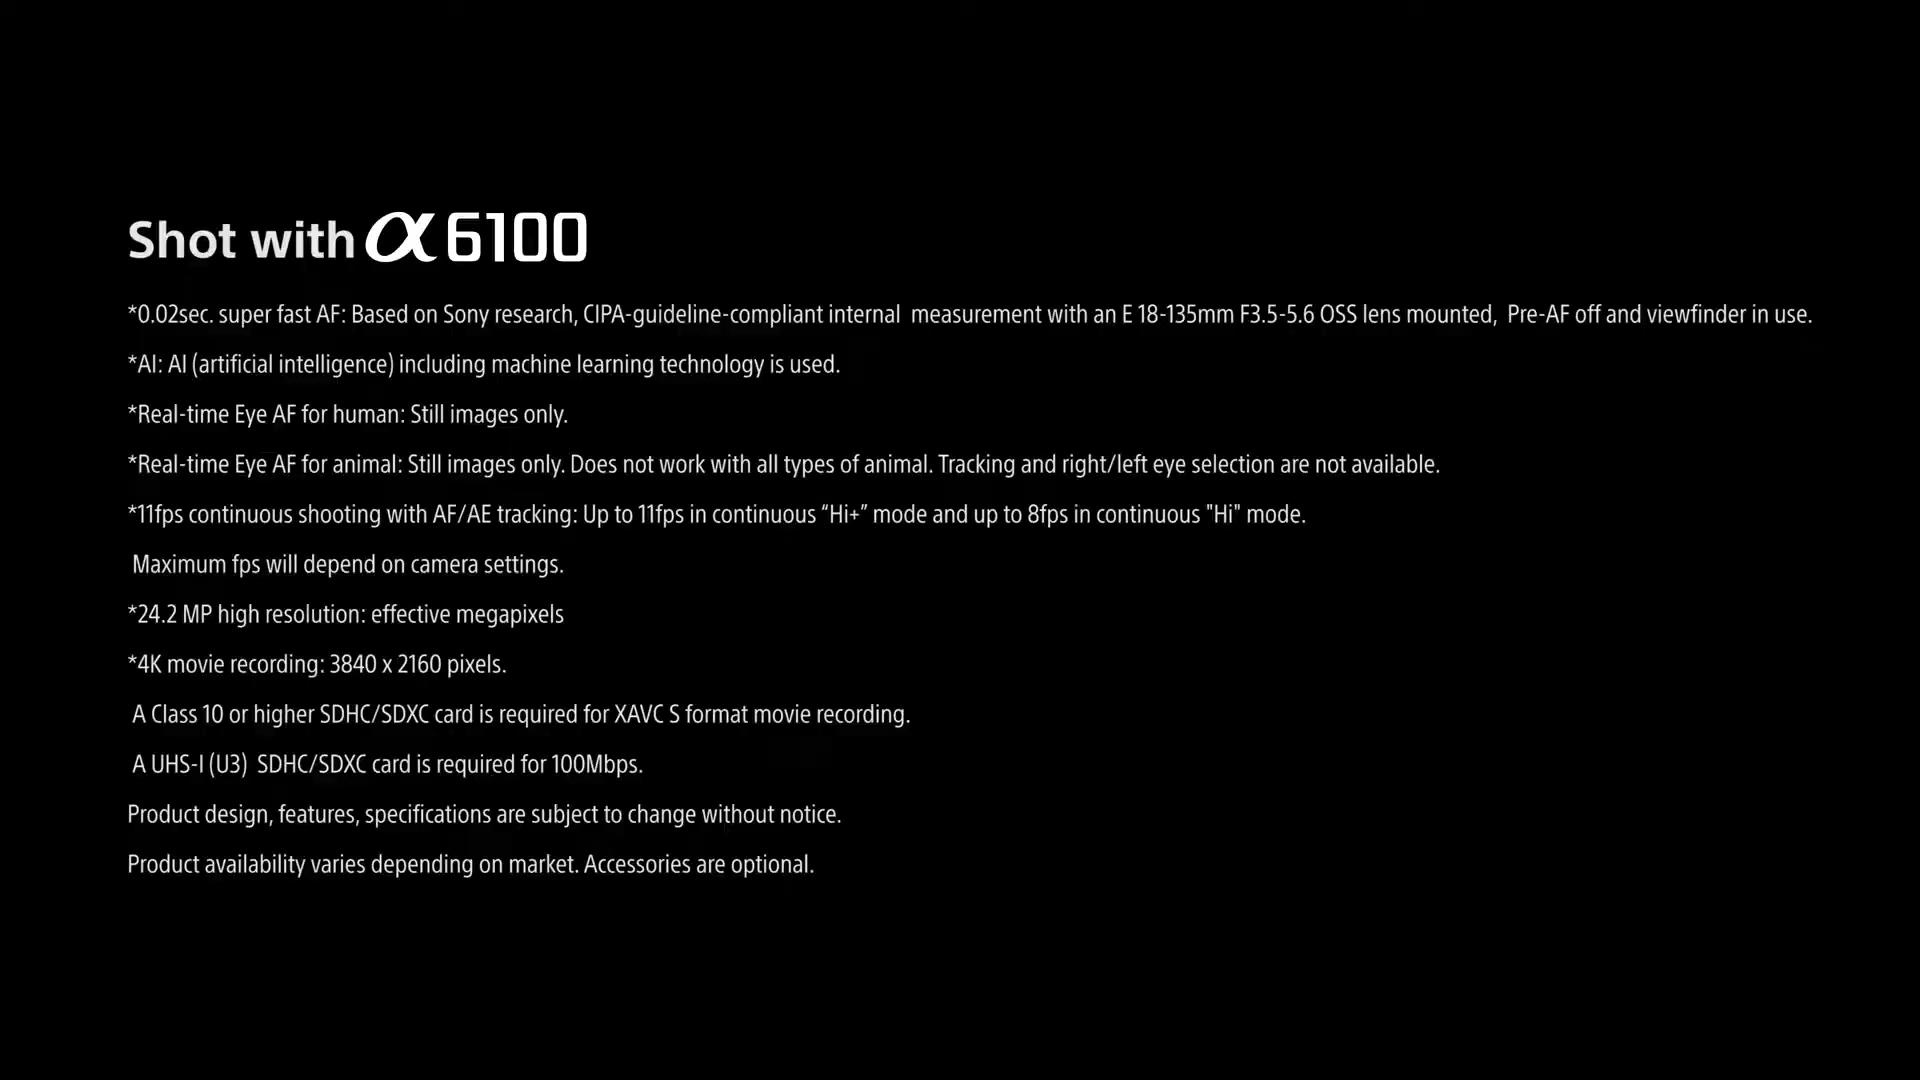 Shot with α6100
*0.02sec. super fast AF: Based on Sony research, CIPA-guideline-compliant internal  measurement with an E 18-135mm F3.5-5.6 OSS lens mounted,  Pre-AF off and viewfinder in use.
*AI: AI (artificial intelligence) including machine learning technology is used.
*Real-time Eye AF for human: Still images only.
*Real-time Eye AF for animal: Still images only. Does not work with all types of animal. Tracking and right/left eye selection are not available.
*11fps continuous shooting with AF/AE tracking: Up to 11fps in continuous “Hi+” mode and up to 8fps in continuous "Hi" mode.
Maximum fps will depend on camera settings.
*24.2 MP high resolution: effective megapixels
*4K movie recording: 3840 x 2160 pixels.
A Class 10 or higher SDHC/SDXC card is required for XAVC S format movie recording.
A UHS-I (U3)  SDHC/SDXC card is required for 100Mbps.
Product design, features, specifications are subject to change without notice.
Product availability varies depending on market. Accessories are optional.